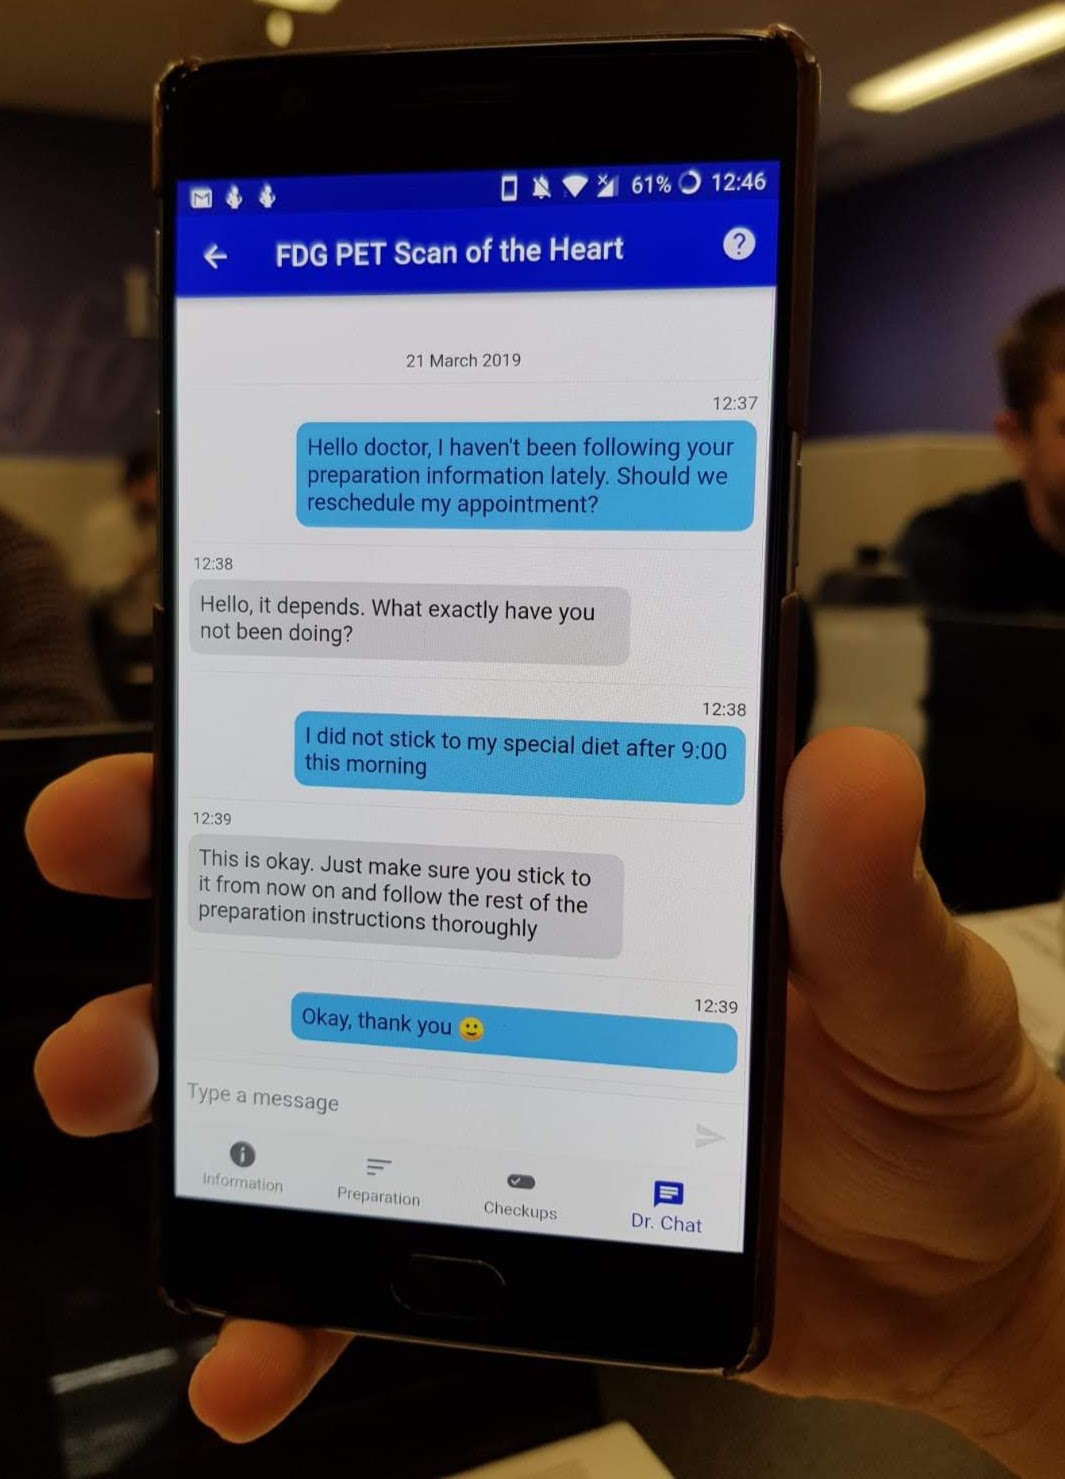 61% 12:46
FDG PET Scan of the Heart
?
21 March 2019
12:37
Hello doctor, I haven't been following your
preparation information lately. Should we
reschedule my appointment?
12:38
Hello, it depends. What exactly have you
not been doing?
12:38
I did not stick to my special diet after 9:00
this morning
12:39
This is okay. Just make sure you stick to
it from now on and follow the rest of the
preparation instructions thoroughly
12:39
Okay, thank you 🙂
Type a message
Information
Preparation
Checkups
Dr. Chat